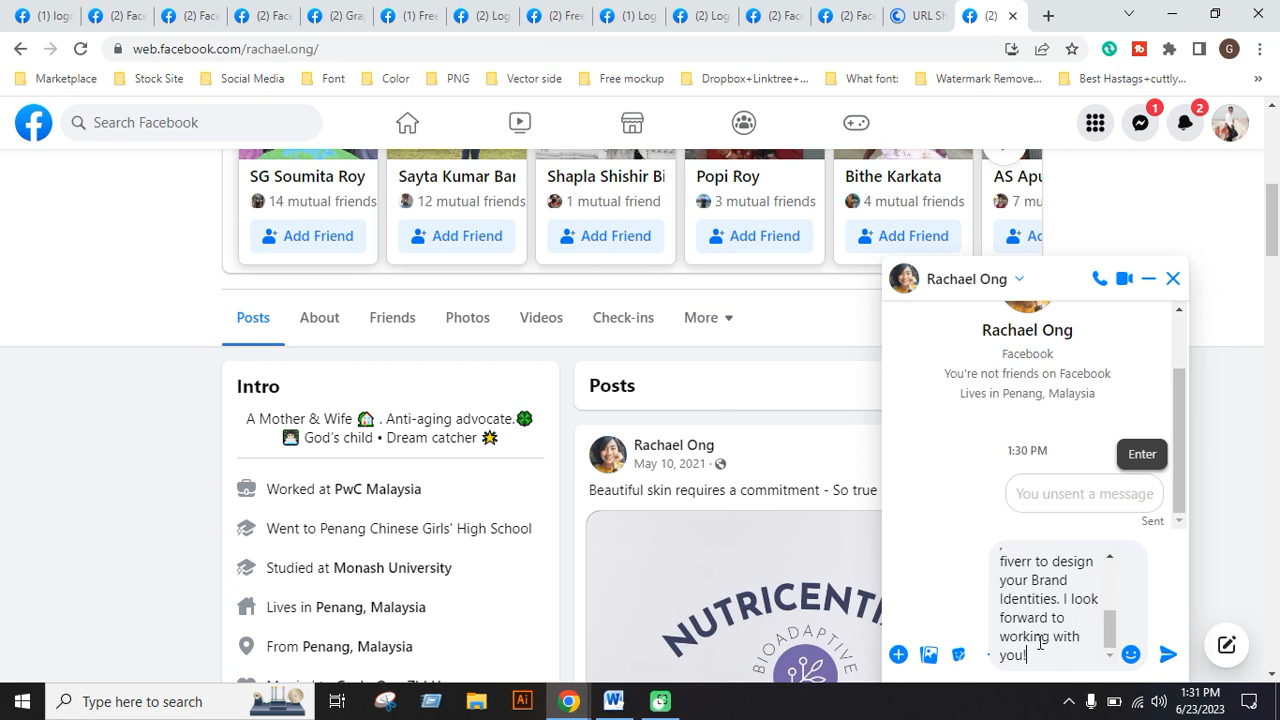 (1) logo
(2) Face
(2) Face
(2) Face
(2) Gra
(1) Free
(2) Log
(2) Free
(1) Log
(2) Log
(2) Face
(2) Face
URL Sh
(2)
web.facebook.com/rachael.ong/
G
Marketplace
Stock Site
Social Media
Font
Color
PNG
Vector side
Free mockup
Dropbox+Linktree+...
What font:
Watermark Remove...
Best Hastags+cuttly...
Search Facebook
1
2
SG Soumita Roy
Sayta Kumar Bar
Shapla Shishir Bi
Popi Roy
Bithe Karkata
AS Apu
14 mutual friends
12 mutual friends
1 mutual friend
3 mutual friends
4 mutual friends
7 mu
Add Friend
Add Friend
Add Friend
Add Friend
Add Friend
Ac
Posts
About
Friends
Photos
Videos
Check-ins
More
Intro
A Mother & Wife 🏠 . Anti-aging advocate.🍀
God's child • Dream catcher
Worked at PwC Malaysia
Went to Penang Chinese Girls' High School
Studied at Monash University
Lives in Penang, Malaysia
From Penang, Malaysia
Posts
Rachael Ong
May 10, 2021
Beautiful skin requires a commitment - So true
NUTRICENTI
BIOADAPTIVE
Rachael Ong
Rachael Ong
Facebook
You're not friends on Facebook
Lives in Penang, Malaysia
1:30 PM
Enter
You unsent a message
Sent
fiverr to design
your Brand
Identities. I look
forward to
working with
you!
Type here to search
Ai
W
1:31 PM
6/23/2023